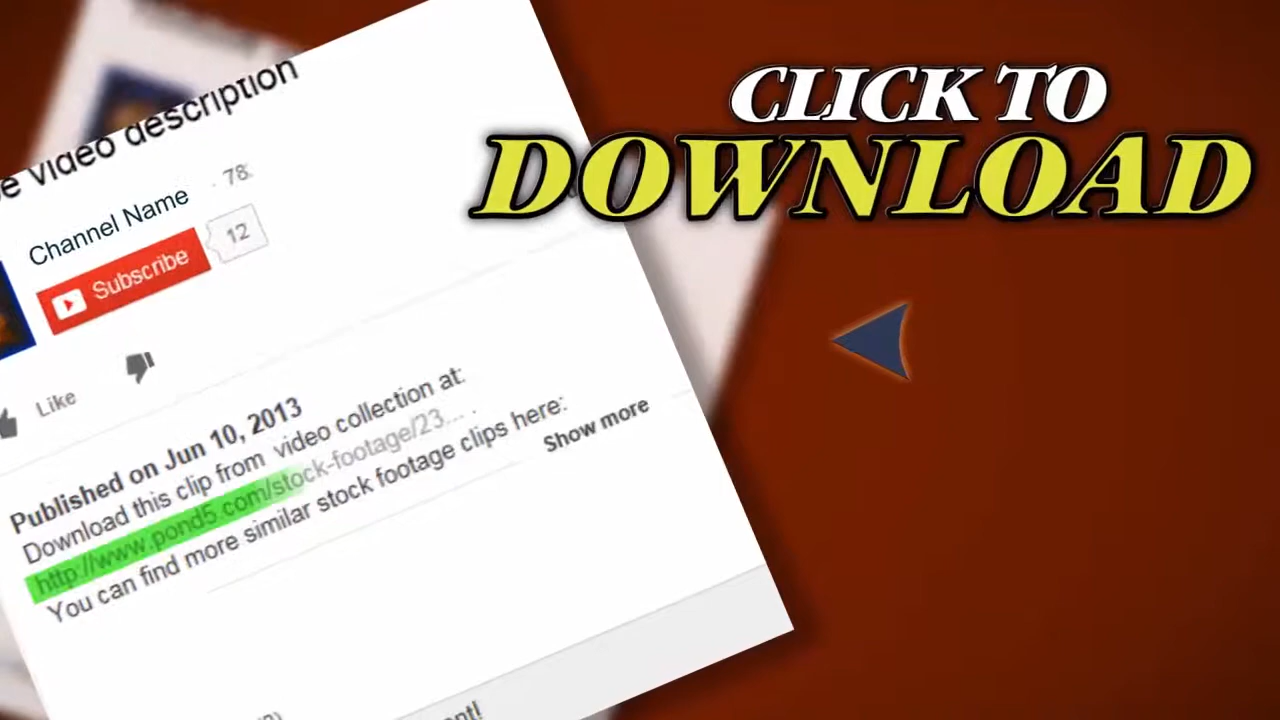 CLICK TO
DOWNLOAD
video description
Channel Name
78
Subscribe
12
Like
Published on Jun 10, 2013
Download this clip from video collection at:
http://www.pond5.com/stock-footage/23... .
You can find more similar stock footage clips here:
Show more